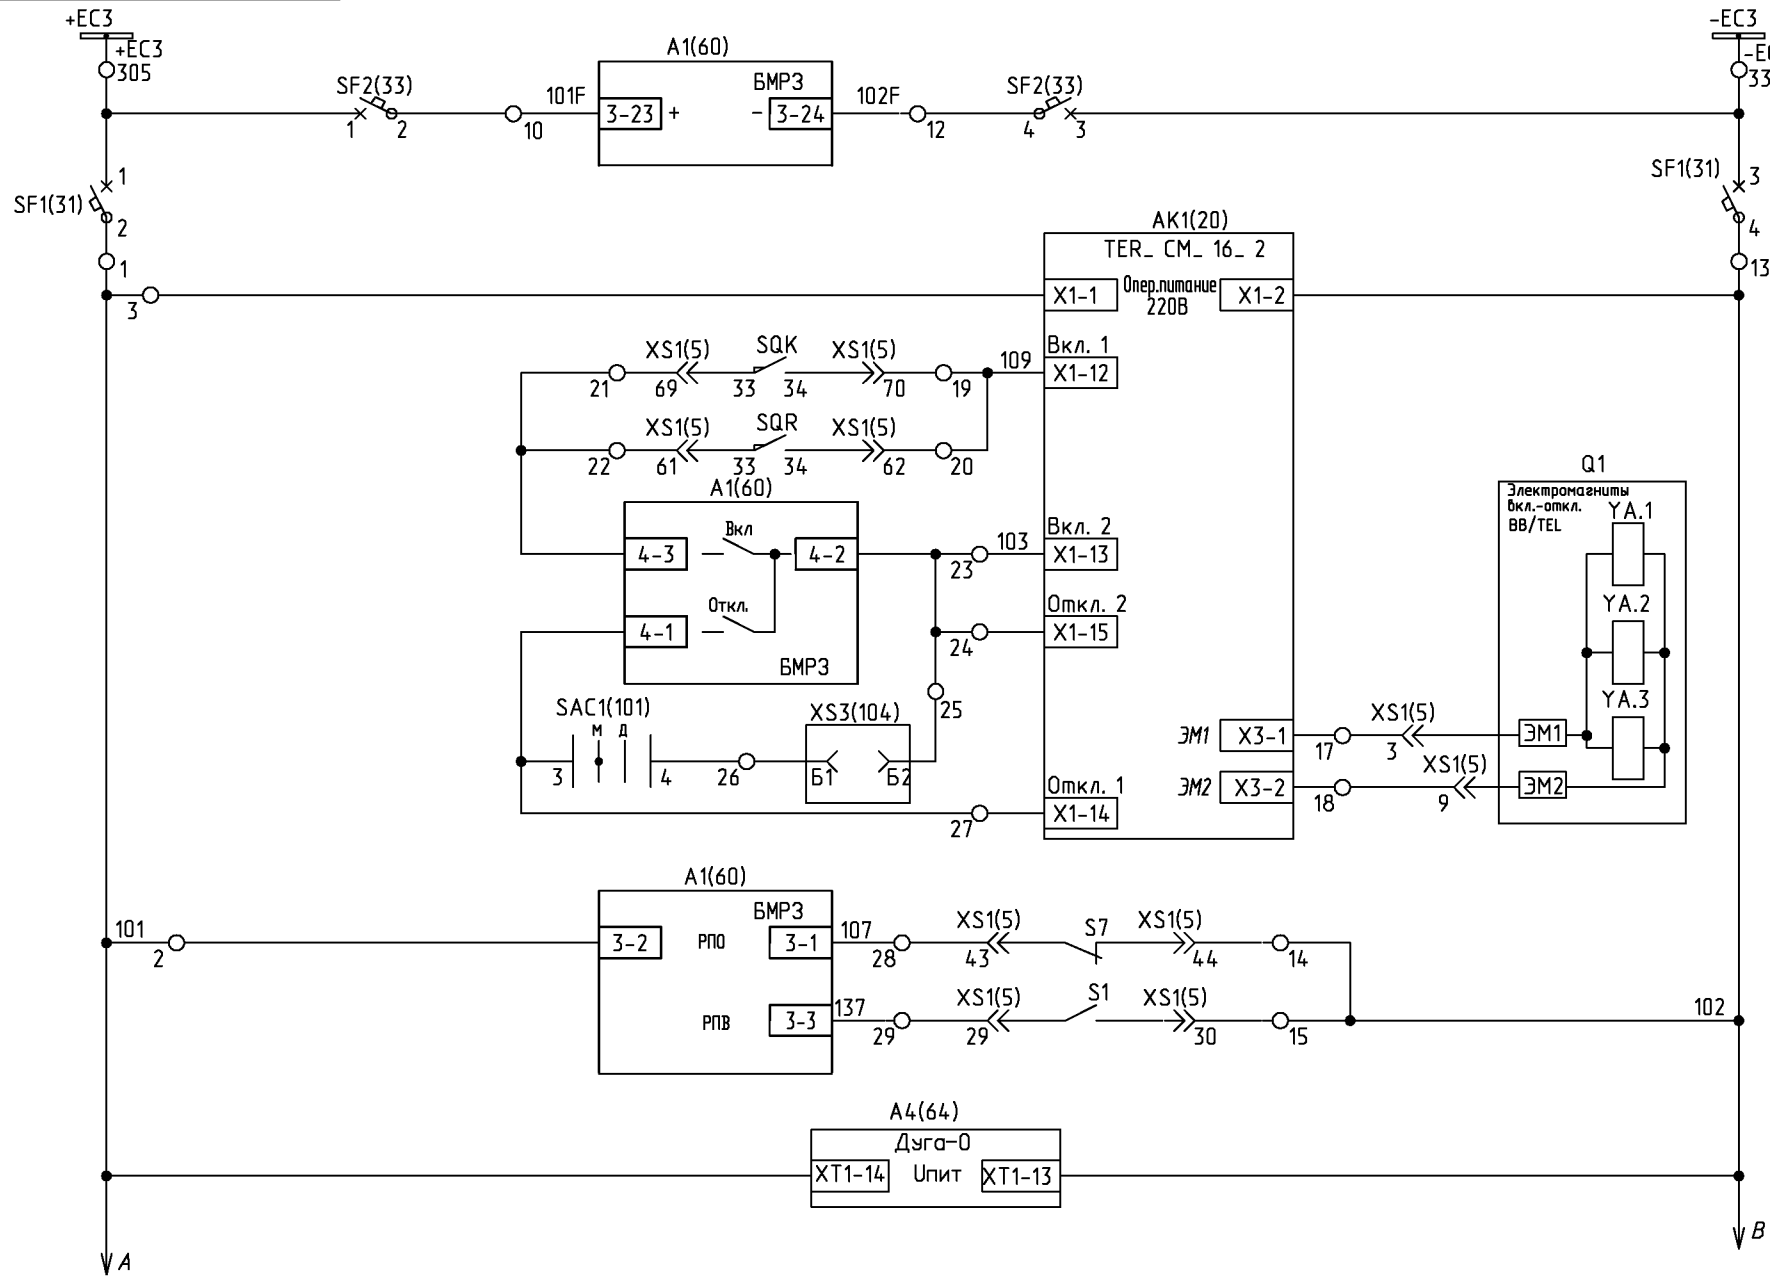 +ЕС3
-ЕС3
+ЕС3
305
33
А1(60)
БМРЗ
SF2(33)
101F
3-23
+
-
3-24
102F
SF2(33)
1
2
10
12
4
3
1
SF1(31)
2
1
3
SF1(31)
3
4
13
АК1(20)
TER_ CM_ 16_ 2
X1-1
Опер.питание
220В
X1-2
XS1(5)
SQK
XS1(5)
109
Вкл. 1
X1-12
21
69
33
34
70
19
XS1(5)
SQR
XS1(5)
22
61
33
34
62
20
А1(60)
Вкл
4-3
4-2
103
Вкл. 2
X1-13
23
Откл.
4-1
БМРЗ
Откл. 2
X1-15
24
25
SAC1(101)
М
Д
3
4
26
XS3(104)
Б1
Б2
Откл. 1
X1-14
27
ЭМ1
X3-1
17
XS1(5)
3
ЭМ2
X3-2
18
XS1(5)
9
Q1
Электромагниты
вкл.-откл.
ВВ/TEL
YA.1
YA.2
YA.3
ЭМ1
ЭМ2
А1(60)
БМРЗ
101
2
3-2
РПО
3-1
107
28
XS1(5)
43
S7
XS1(5)
44
14
РПВ
3-3
137
29
XS1(5)
29
S1
XS1(5)
30
15
102
А4(64)
Дуга-О
XT1-14
Uпит
XT1-13
А
В